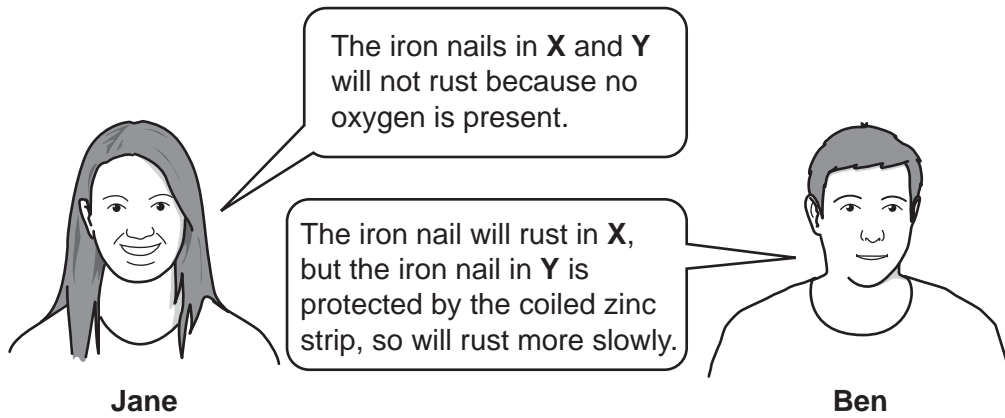 The iron nails in X and Y
will not rust because no
oxygen is present.
The iron nail will rust in X,
but the iron nail in Y is
protected by the coiled zinc
strip, so will rust more slowly.
Jane
Ben